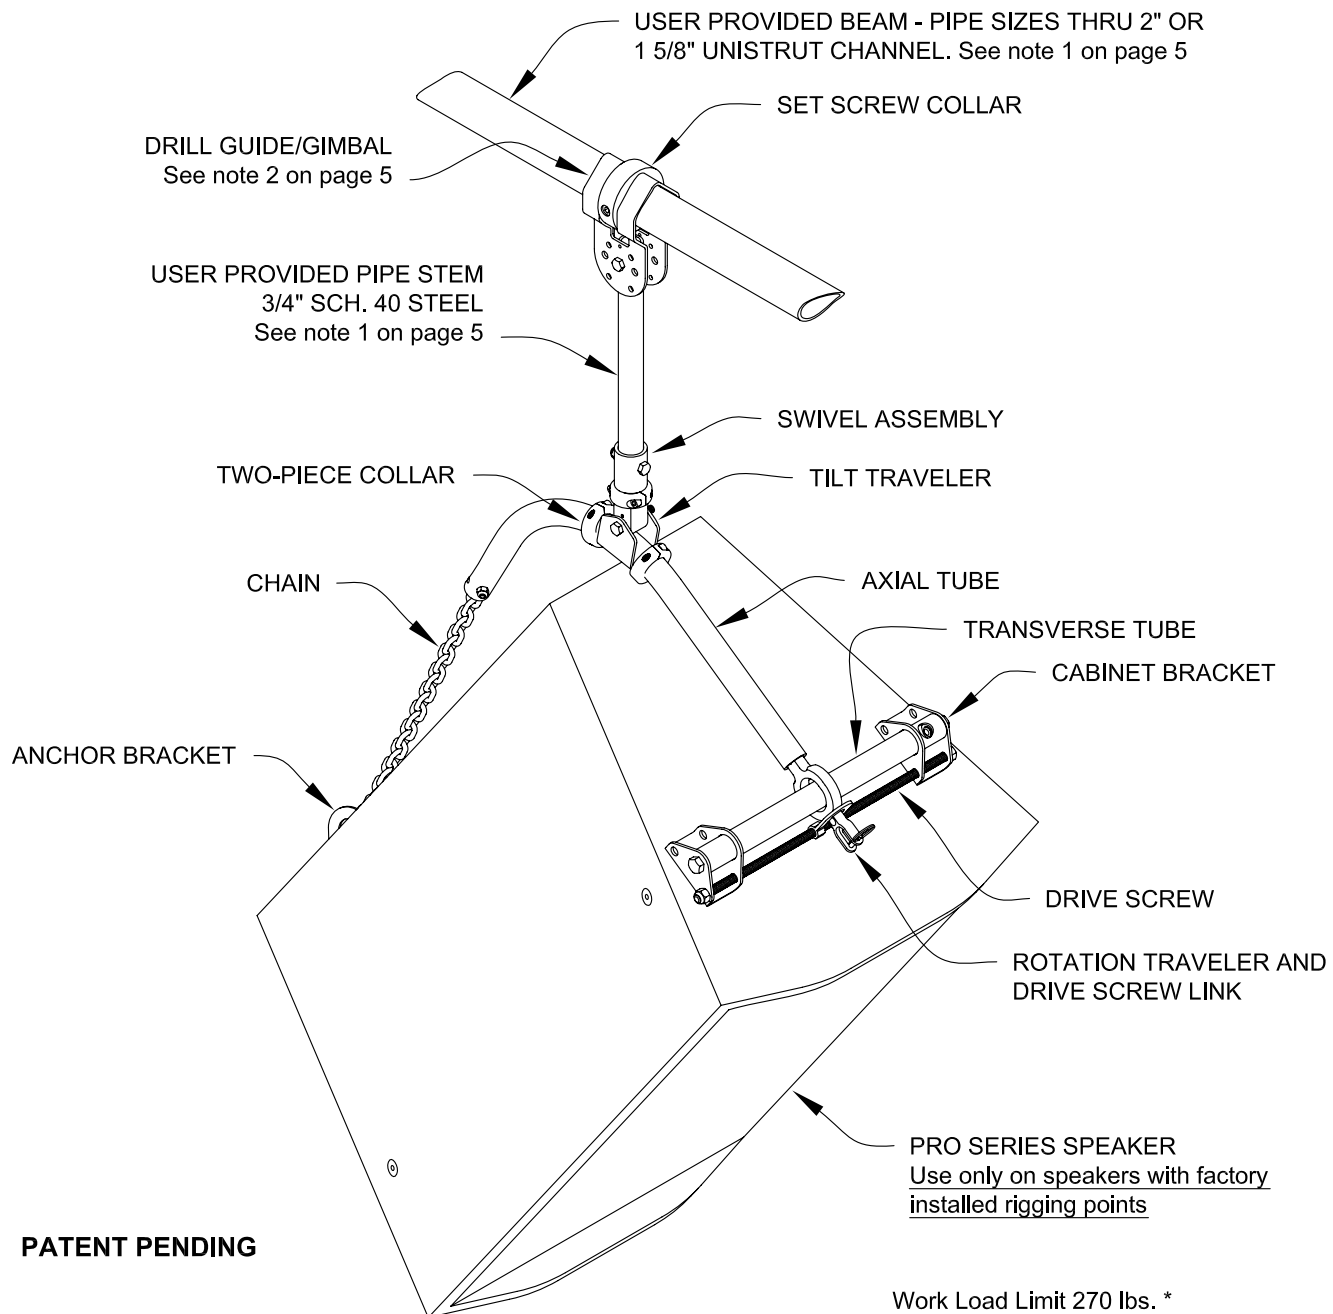 USER PROVIDED BEAM - PIPE SIZES THRU 2" OR
1 5/8" UNISTRUT CHANNEL. See note 1 on page 5
SET SCREW COLLAR
DRILL GUIDE/GIMBAL
See note 2 on page 5
USER PROVIDED PIPE STEM
3/4" SCH. 40 STEEL
See note 1 on page 5
SWIVEL ASSEMBLY
TWO-PIECE COLLAR
TILT TRAVELER
CHAIN
AXIAL TUBE
TRANSVERSE TUBE
CABINET BRACKET
ANCHOR BRACKET
DRIVE SCREW
ROTATION TRAVELER AND
DRIVE SCREW LINK
PRO SERIES SPEAKER
Use only on speakers with factory
installed rigging points
PATENT PENDING
Work Load Limit 270 lbs. *